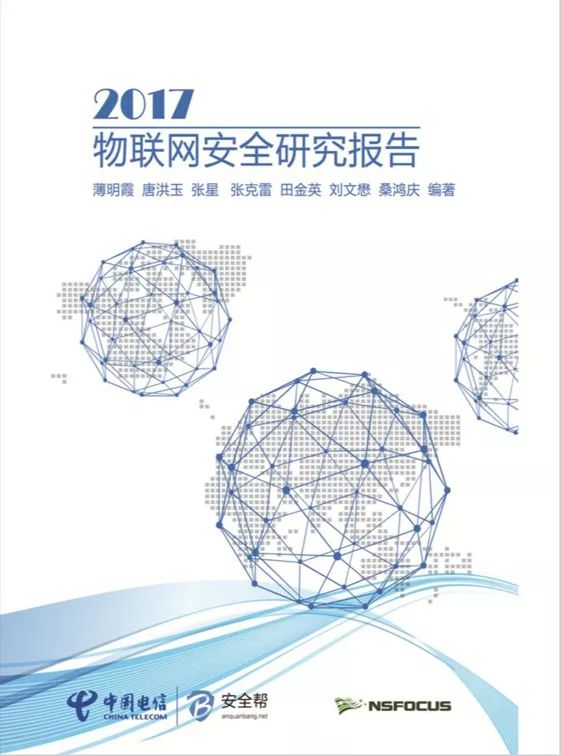 2017
物联网安全研究报告
薄明霞 唐洪玉 张星 张克雷 田金英 刘文懋 桑鸿庆 编著
中国电信 安全帮 NSFOCUS
CHINA TELECOM anquanbang.net